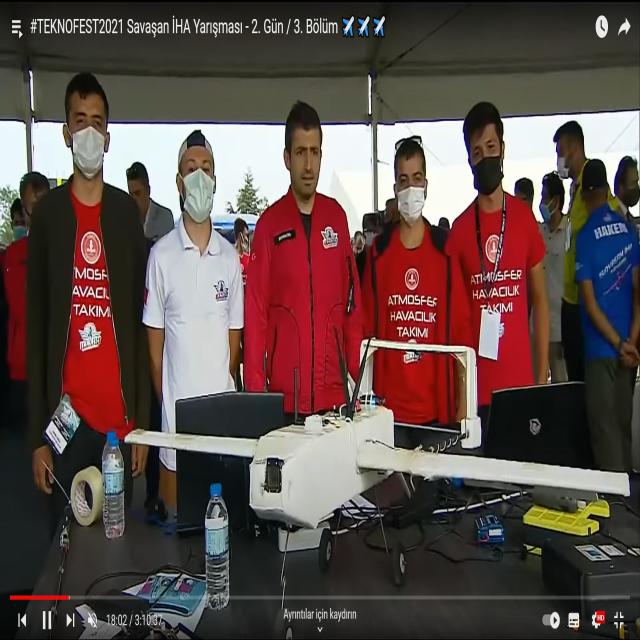 #TEKNOFEST2021 Savaşan İHA Yarışması - 2. Gün / 3. Bölüm
ATMOSFER
HAVACILIK
TAKIMI
ATMOSFER
HAVACILIK
TAKIMI
ATMOSFER
HAVACILIK
TAKIMI
HAKEM
18:02 / 3:10:37
Ayrıntılar için kaydırın
HD